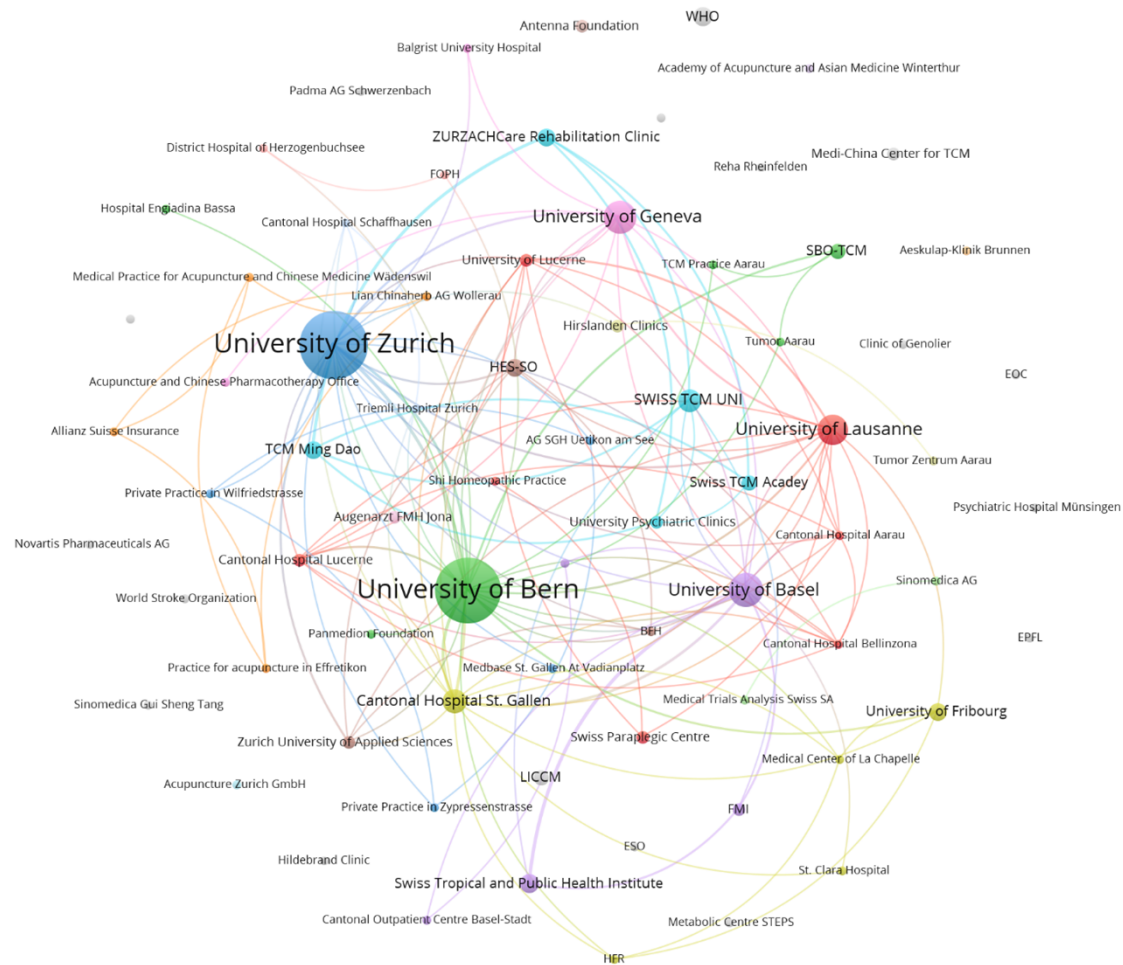 WHO
Antenna Foundation
Balgrist University Hospital
Academy of Acupuncture and Asian Medicine Winterthur
Padma AG Schwerzenbach
ZURZACHCare Rehabilitation Clinic
District Hospital of Herzogenbuchsee
Medi-China Center for TCM
Reha Rheinfelden
FOPH
Hospital Engiadina Bassa
University of Geneva
Cantonal Hospital Schaffhausen
SBO-TCM
Aeskulap-Klinik Brunnen
University of Lucerne
TCM Practice Aarau
Medical Practice for Acupuncture and Chinese Medicine Wädenswil
Lian Chinaherb AG Wollerau
Hirslanden Clinics
University of Zurich
Tumor Aarau
Clinic of Genolier
HES-SO
EOC
Acupuncture and Chinese Pharmacotherapy Office
SWISS TCM UNI
Triemli Hospital Zurich
Allianz Suisse Insurance
University of Lausanne
AG SGH Uetikon am See
TCM Ming Dao
Tumor Zentrum Aarau
Shi Homeopathic Practice
Swiss TCM Acadey
Private Practice in Wilfriedstrasse
Psychiatric Hospital Münsingen
Augenarzt FMH Jona
University Psychiatric Clinics
Cantonal Hospital Aarau
Novartis Pharmaceuticals AG
Cantonal Hospital Lucerne
Sinomedica AG
University of Bern
University of Basel
World Stroke Organization
Panmedion Foundation
BFH
EPFL
Cantonal Hospital Bellinzona
Practice for acupuncture in Effretikon
Medbase St. Gallen At Vadianplatz
Cantonal Hospital St. Gallen
Medical Trials Analysis Swiss SA
Sinomedica Gui Sheng Tang
University of Fribourg
Zurich University of Applied Sciences
Swiss Paraplegic Centre
Medical Center of La Chapelle
LICCM
Acupuncture Zurich GmbH
Private Practice in Zypressenstrasse
FMI
ESO
Hildebrand Clinic
St. Clara Hospital
Swiss Tropical and Public Health Institute
Cantonal Outpatient Centre Basel-Stadt
Metabolic Centre STEPS
HFR